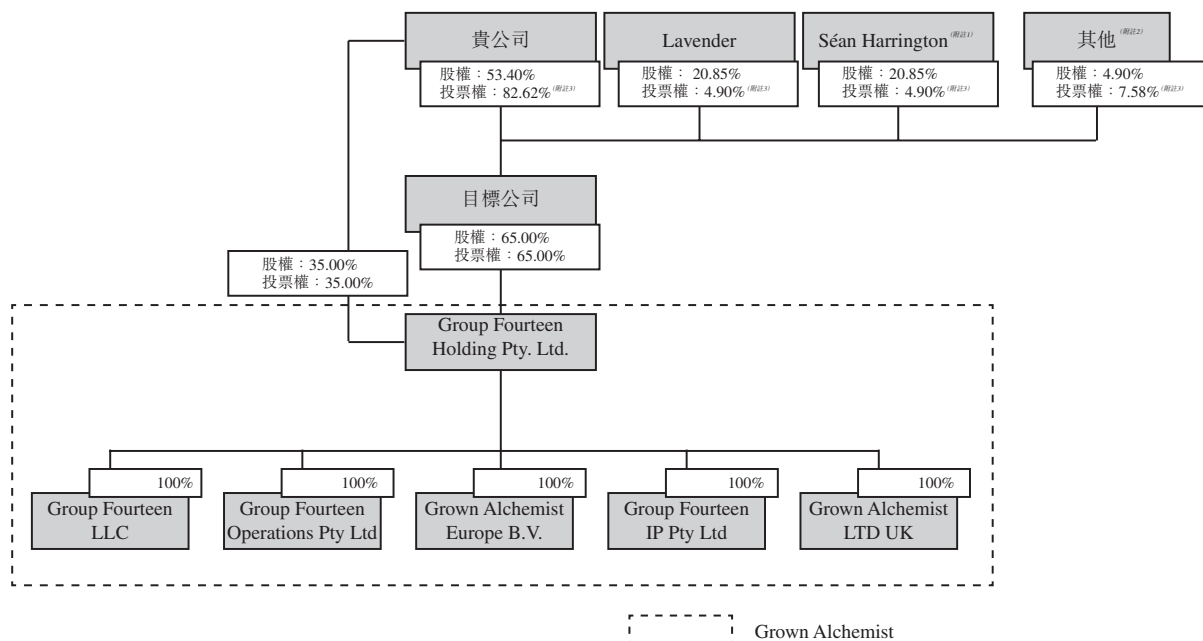 貴公司
股權：53.40%
投票權：82.62%(附註3)
Lavender
股權：20.85%
投票權：4.90%(附註3)
Séan Harrington(附註1)
股權：20.85%
投票權：4.90%(附註3)
其他(附註2)
股權：4.90%
投票權：7.58%(附註3)
目標公司
股權：65.00%
投票權：65.00%
股權：35.00%
投票權：35.00%
Group Fourteen
Holding Pty. Ltd.
100%
Group Fourteen
LLC
100%
Group Fourteen
Operations Pty Ltd
100%
Grown Alchemist
Europe B.V.
100%
Group Fourteen
IP Pty Ltd
100%
Grown Alchemist
LTD UK
Grown Alchemist